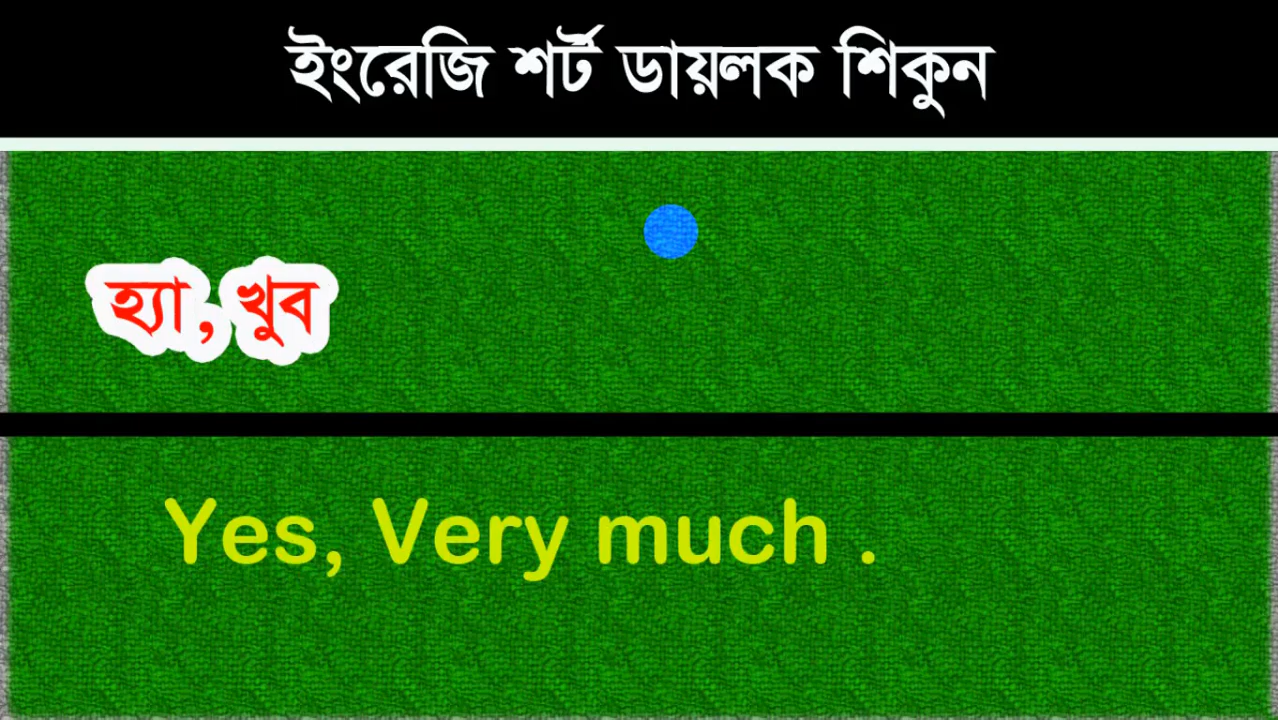 ইংরেজি শর্ট ডায়লক শিকুন
হ্যা, খুব
Yes, Very much .